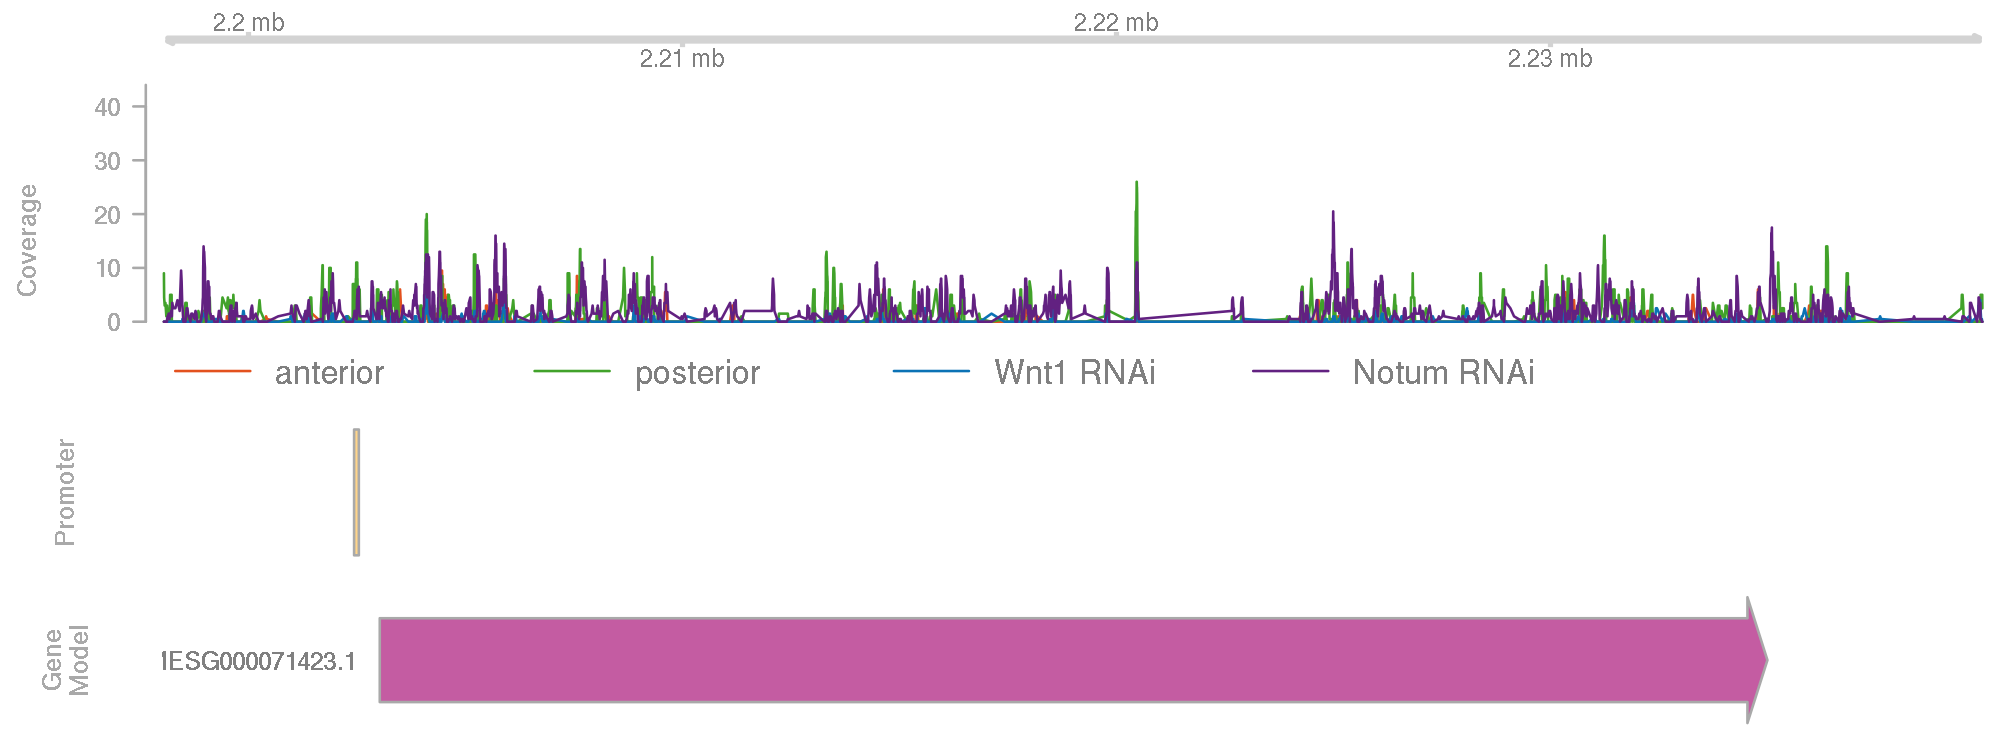 2.2 mb
2.22 mb
2.21 mb
2.23 mb
Coverage
40
30
20
10
0
anterior posterior Wnt1 RNAi Notum RNAi
Promoter
Gene
Model
ESG000071423.1